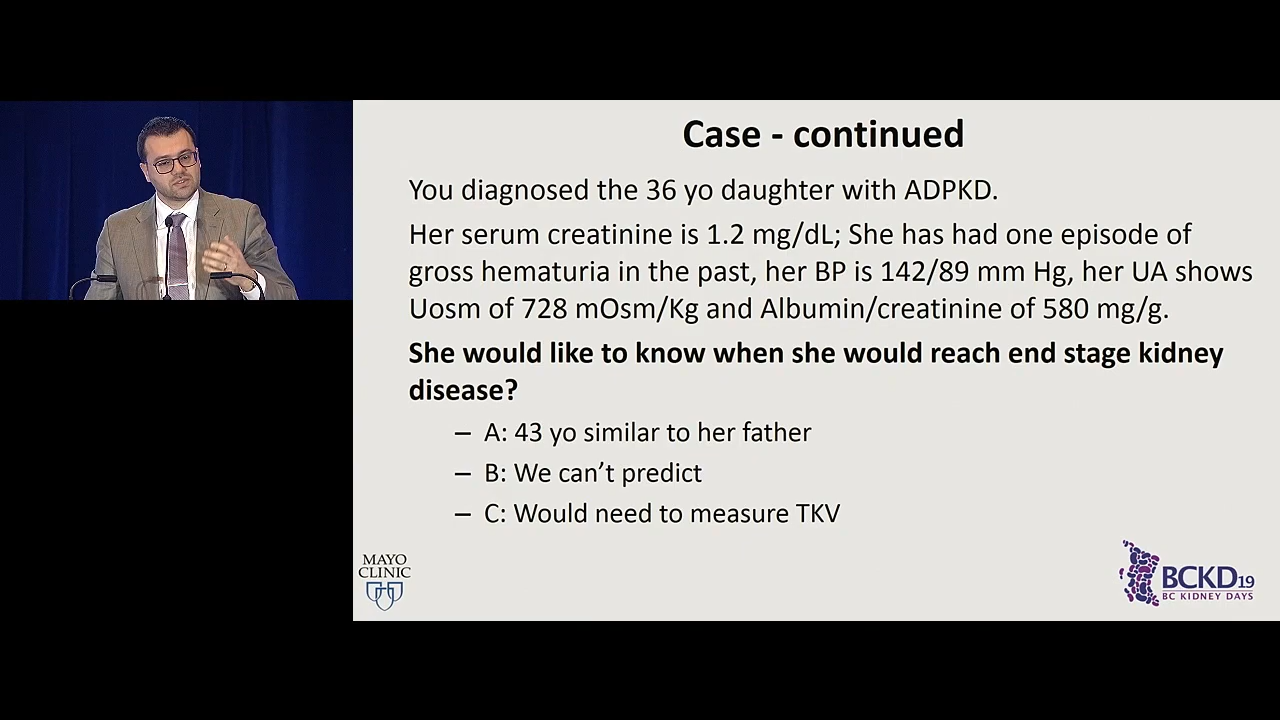 Case - continued
You diagnosed the 36 yo daughter with ADPKD.
Her serum creatinine is 1.2 mg/dL; She has had one episode of
gross hematuria in the past, her BP is 142/89 mm Hg, her UA shows
Uosm of 728 mOsm/Kg and Albumin/creatinine of 580 mg/g.
She would like to know when she would reach end stage kidney
disease?
– A: 43 yo similar to her father
– B: We can’t predict
– C: Would need to measure TKV
MAYO
CLINIC
BCKD19
BC KIDNEY DAYS